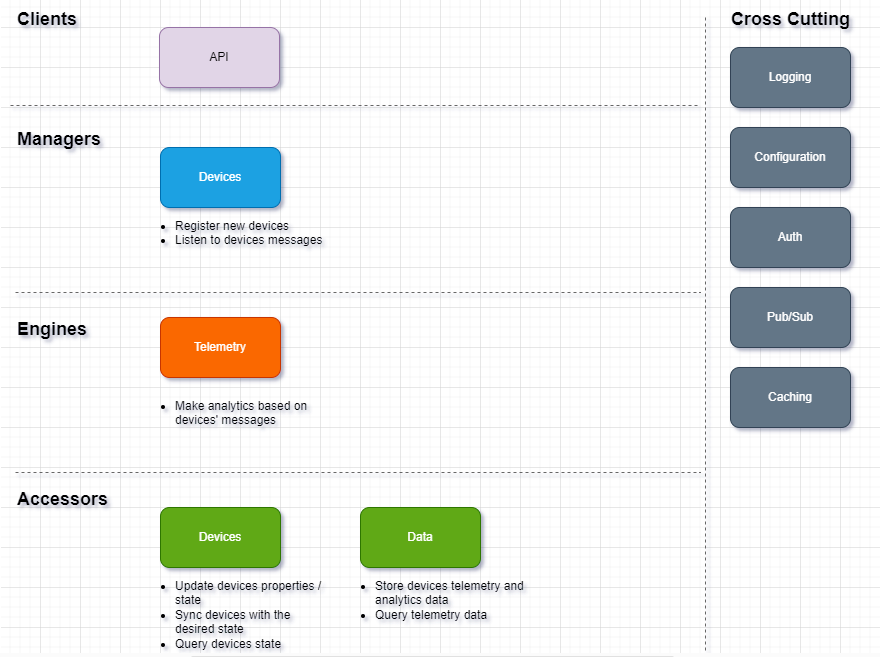 Clients
API
Managers
Devices
Register new devices
Listen to devices messages
Engines
Telemetry
Make analytics based on
devices' messages
Accessors
Devices
Update devices properties /
state
Sync devices with the
desired state
Query devices state
Data
Store devices telemetry and
analytics data
Query telemetry data
Cross Cutting
Logging
Configuration
Auth
Pub/Sub
Caching